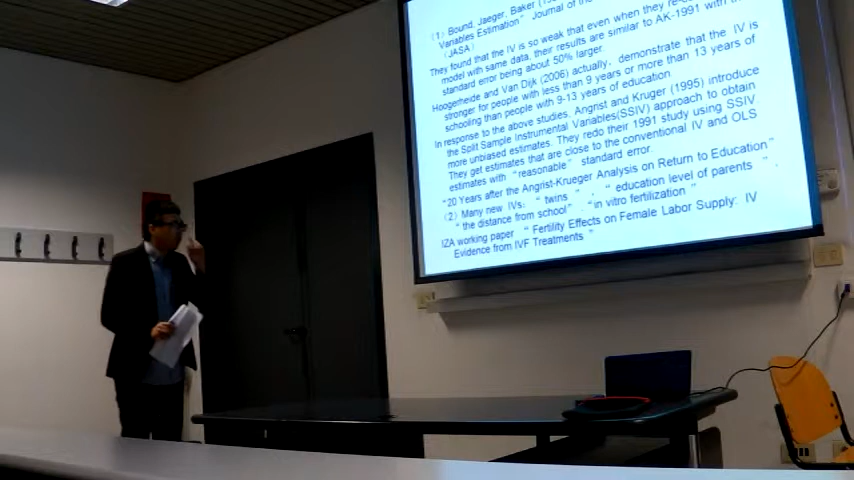 (1) Bound, Jaeger, Baker
Variables Estimation” Journal of the
(JASA)
They found that the IV is so weak that even when they
model with same data, their results are similar to AK-1991 with
standard error being about 50% larger.
Hoogerheide and Van Dijk (2006) actually, demonstrate that the IV is
stronger for people with less than 9 years or more than 13 years of
schooling than people with 9-13 years of education.
In response to the above studies, Angrist and Kruger (1995) introduce
the Split Sample Instrumental Variables(SSIV) approach to obtain
more unbiased estimates. They redo their 1991 study using SSIV
They get estimates that are close to the conventional IV and OLS
estimates with “reasonable” standard error.
“20 Years after the Angrist-Krueger Analysis on Return to Education”
(2) Many new IVs: “twins”, “education level of parents”,
“the distance from school” “in vitro fertilization”
IZA working paper “Fertility Effects on Female Labor Supply: IV
Evidence from IVF Treatments”